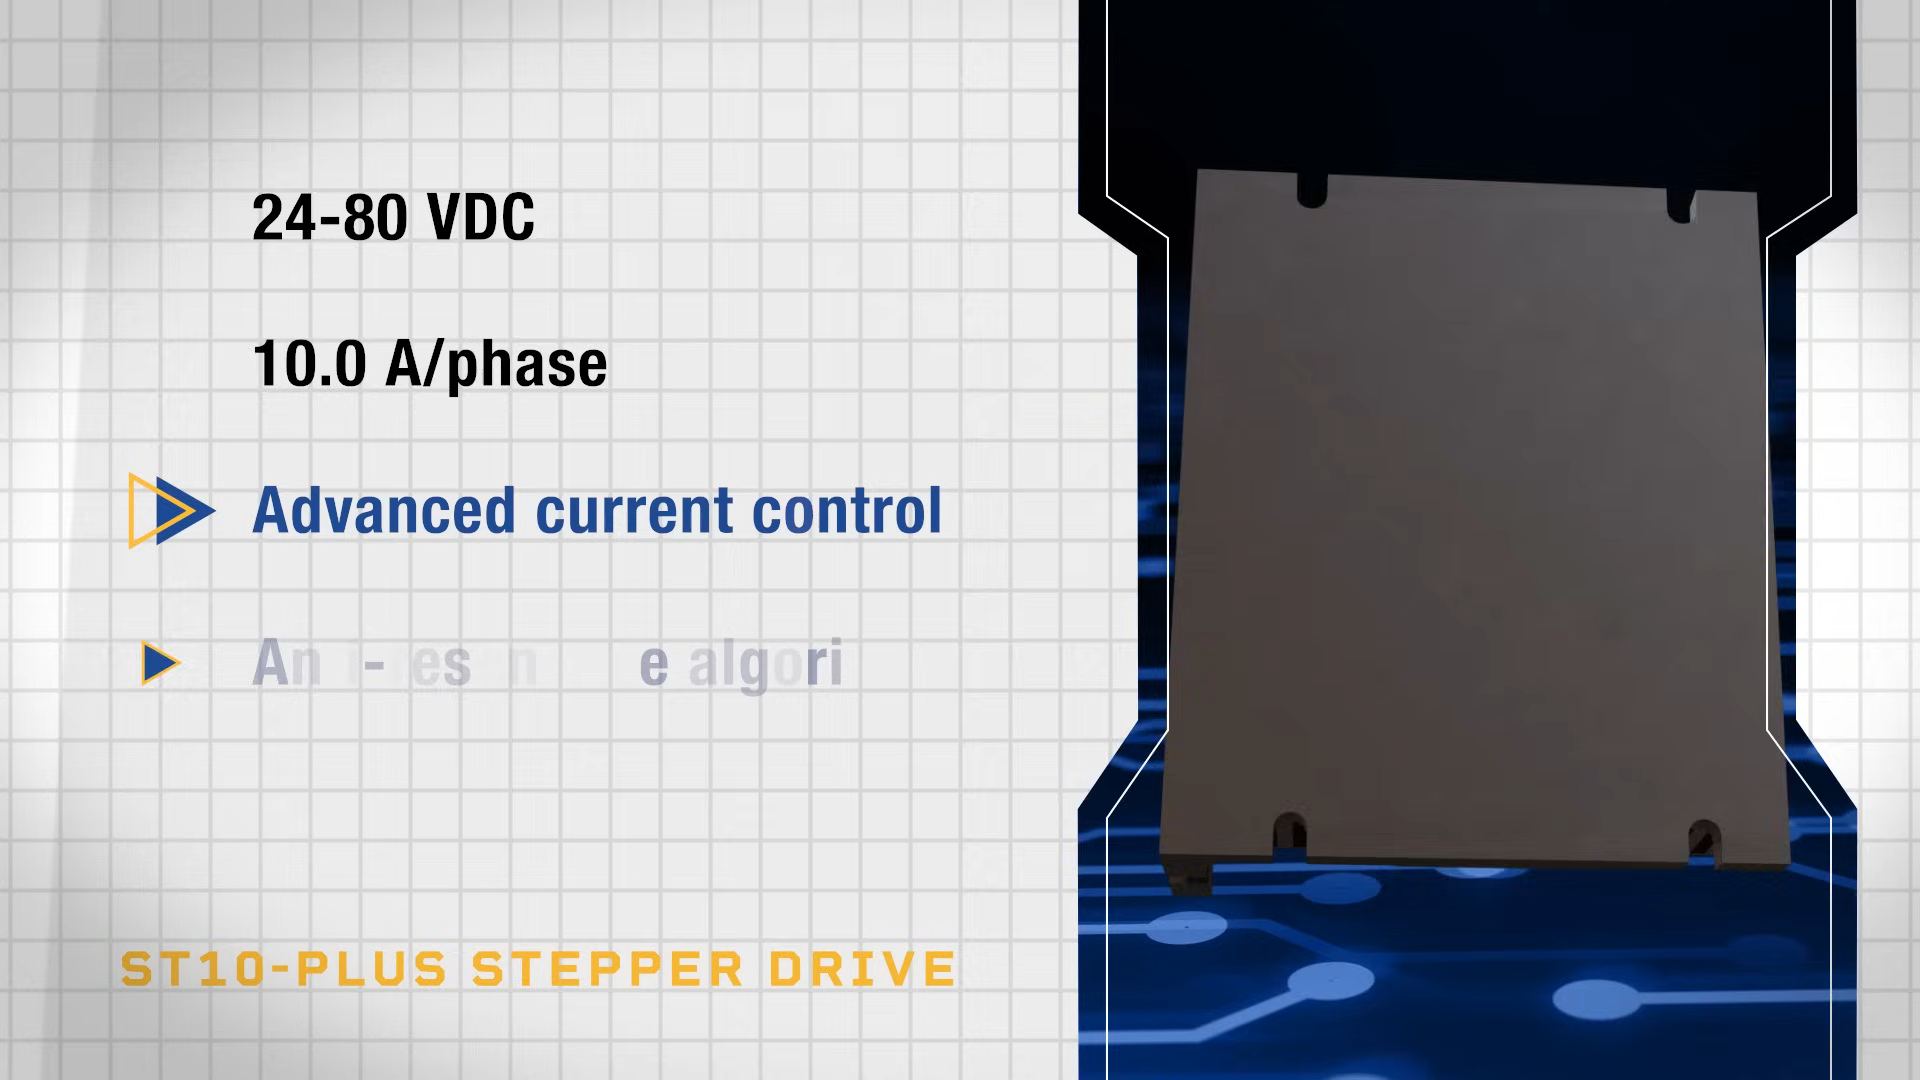 24-80 VDC
10.0 A/phase
Advanced current control
ST10-PLUS STEPPER DRIVE